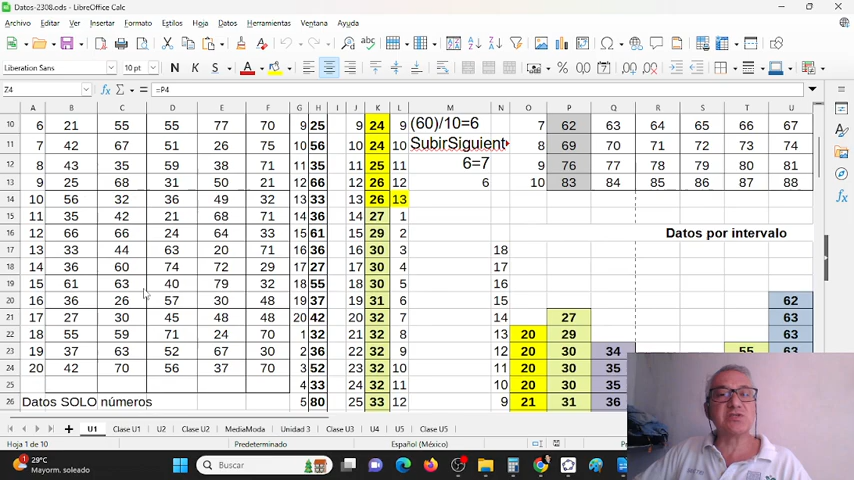 Datos-2308.ods - LibreOffice Calc
Archivo Editar Ver Insertar Formato Estilos Hoja Datos Herramientas Ventana Ayuda
Liberation Sans 10 pt N K S A
Z4 fx Σ = =P4
A B C D E F G H I J K L M N O P Q R S T U
10 6 21 55 55 77 70 9 25 9 24 9 (60)/10=6 7 62 63 64 65 66 67
11 7 42 67 51 26 75 10 56 10 24 10 SubirSiguient 8 69 70 71 72 73 74
12 8 43 35 59 38 71 11 35 11 25 11 6=7 9 76 77 78 79 80 81
13 9 25 68 31 50 21 12 66 12 26 12 6 10 83 84 85 86 87 88
14 10 56 32 36 49 32 13 33 13 26 13
15 11 35 42 21 68 71 14 36 14 27 1
16 12 66 66 24 64 33 15 61 15 29 2 Datos por intervalo
17 13 33 44 63 20 71 16 36 16 30 3 18
18 14 36 60 74 72 29 17 27 17 30 4 17
19 15 61 63 40 79 32 18 55 18 30 5 16
20 16 36 26 57 30 48 19 37 19 31 6 15 62
21 17 27 30 45 48 48 20 42 20 32 7 14 27 63
22 18 55 59 71 24 70 1 32 21 32 8 13 20 29 63
23 19 37 63 52 67 30 2 36 22 32 9 12 20 30 34 55 63
24 20 42 70 56 37 70 3 52 23 32 10 11 20 30 35
25 4 33 24 32 11 10 20 30 35
26 Datos SOLO números 5 80 25 33 12 9 21 31 36
U1 Clase U1 U2 Clase U2 MediaModa Unidad 3 Clase U3 U4 U5 Clase U5
Hoja 1 de 10 Predeterminado Español (México)
29°C
Mayorm. soleado
Buscar